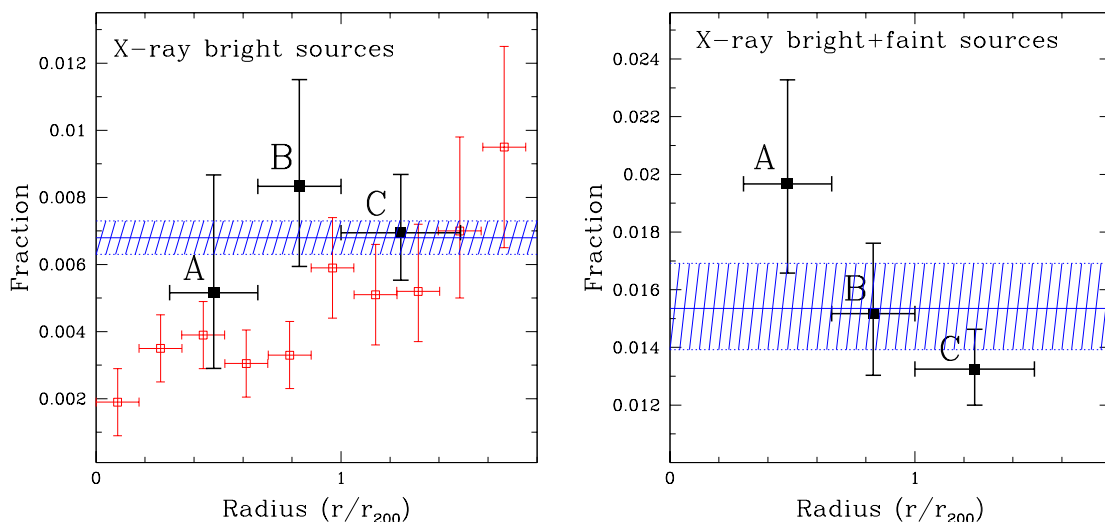 X-ray bright sources
0.012
0.01
0.008
0.006
0.004
0.002
Fraction
A
B
C
0
1
Radius (r/r200)
X-ray bright+faint sources
0.024
0.022
0.02
0.018
0.016
0.014
0.012
Fraction
A
B
C
0
1
Radius (r/r200)